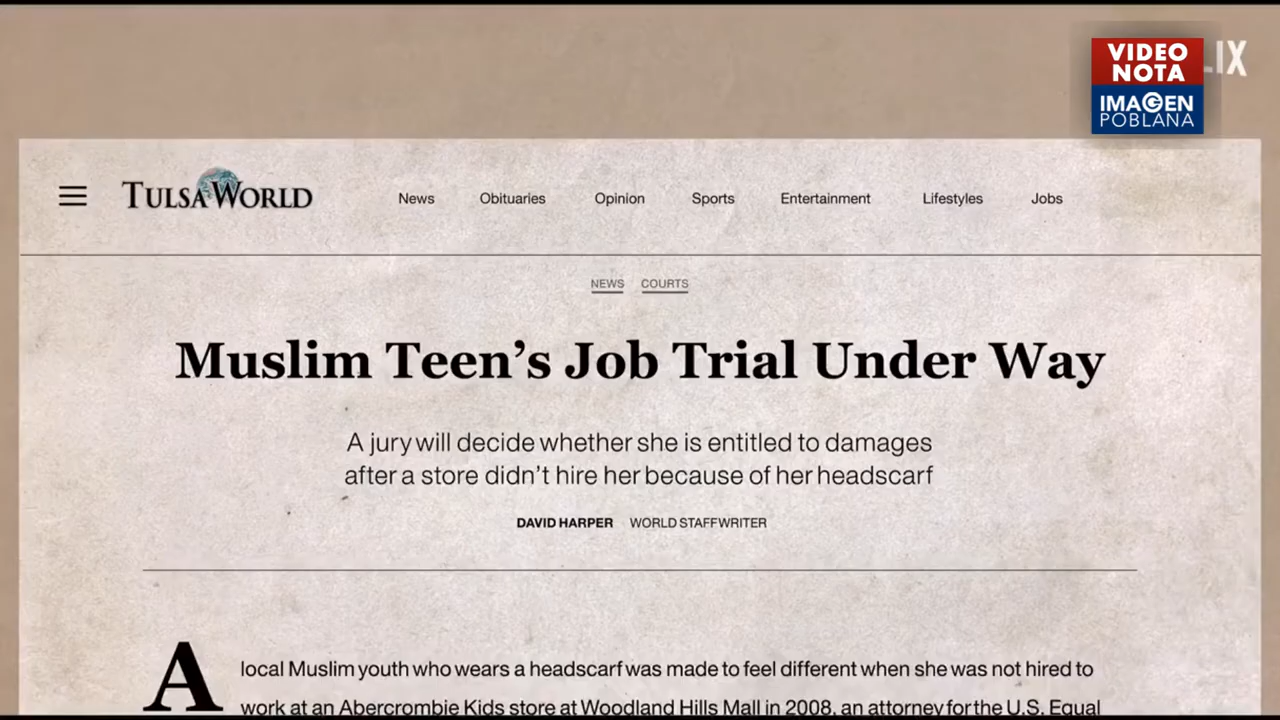 VIDEO
NOTA
IMAGEN
POBLANA
LIX
TULSA WORLD
News Obituaries Opinion Sports Entertainment Lifestyles Jobs
NEWS COURTS
Muslim Teen’s Job Trial Under Way
A jury will decide whether she is entitled to damages
after a store didn’t hire her because of her headscarf
DAVID HARPER WORLD STAFF WRITER
A local Muslim youth who wears a headscarf was made to feel different when she was not hired to
work at an Abercrombie Kids store at Woodland Hills Mall in 2008, an attorney for the U.S. Equal